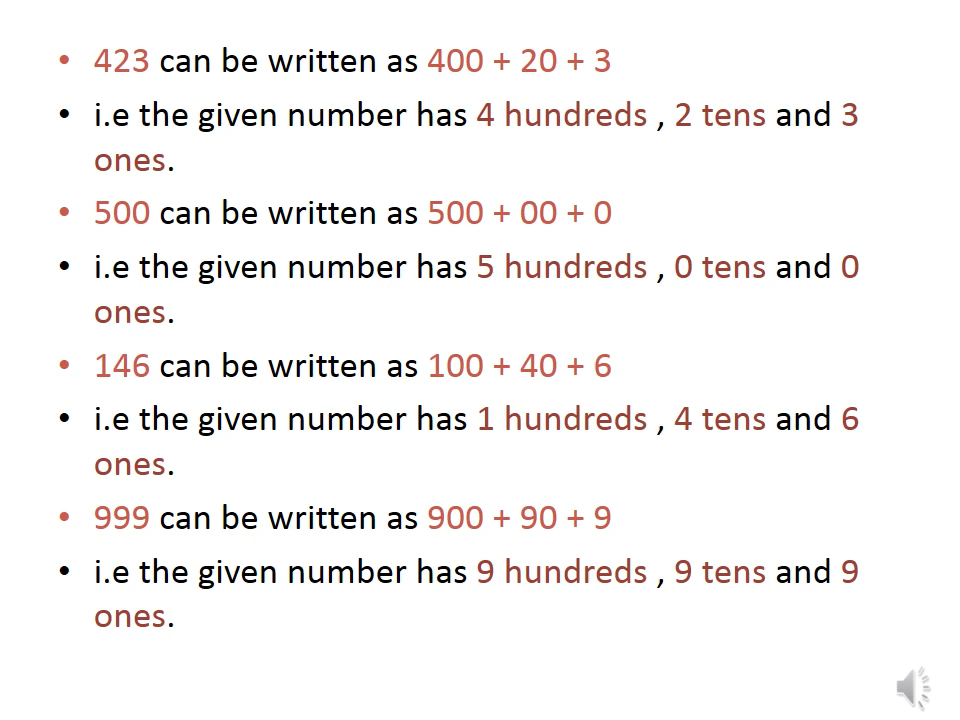 • 423 can be written as 400 + 20 + 3
• i.e the given number has 4 hundreds , 2 tens and 3
ones.
• 500 can be written as 500 + 00 + 0
• i.e the given number has 5 hundreds , 0 tens and 0
ones.
• 146 can be written as 100 + 40 + 6
• i.e the given number has 1 hundreds , 4 tens and 6
ones.
• 999 can be written as 900 + 90 + 9
• i.e the given number has 9 hundreds , 9 tens and 9
ones.